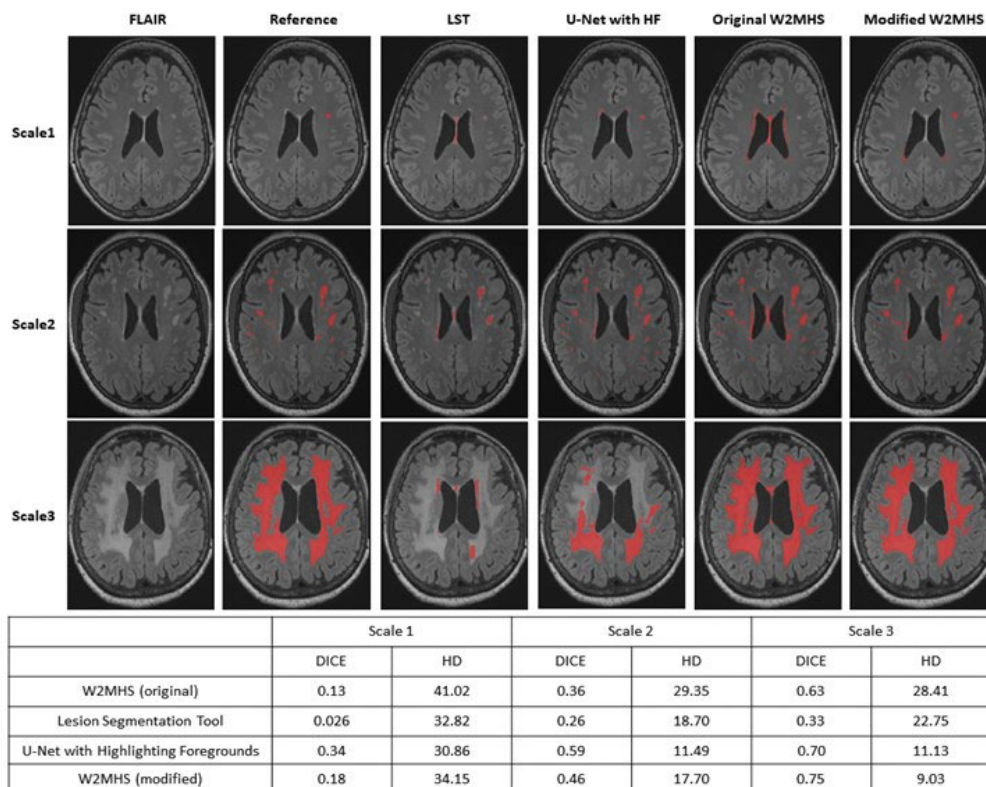 FLAIR Reference LST U-Net with HF Original W2MHS Modified W2MHS
Scale1
Scale2
Scale3
Scale 1 Scale 2 Scale 3
DICE HD DICE HD DICE HD
W2MHS (original) 0.13 41.02 0.36 29.35 0.63 28.41
Lesion Segmentation Tool 0.026 32.82 0.26 18.70 0.33 22.75
U-Net with Highlighting Foregrounds 0.34 30.86 0.59 11.49 0.70 11.13
W2MHS (modified) 0.18 34.15 0.46 17.70 0.75 9.03